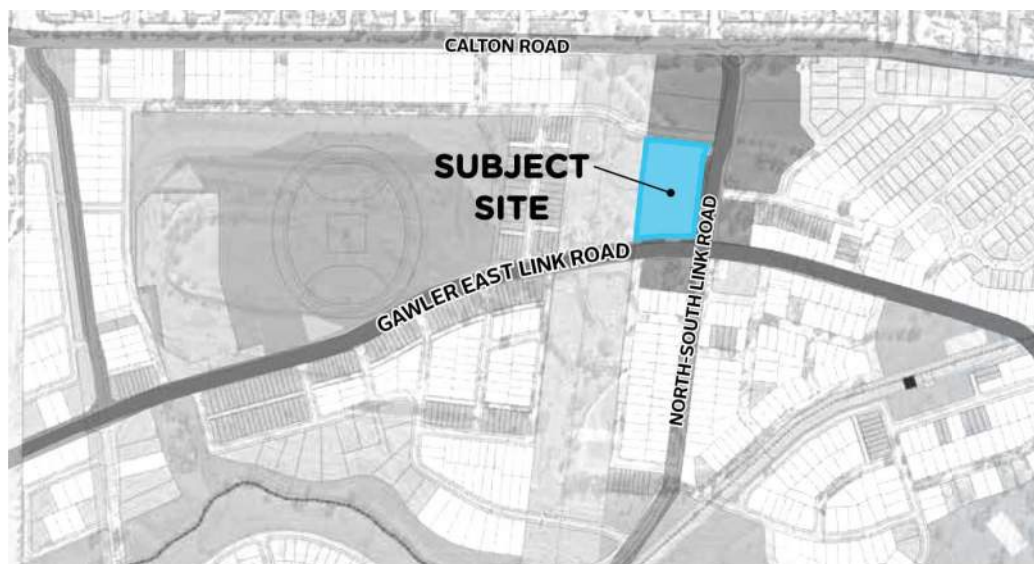 CALTON ROAD
SUBJECT
SITE
GAWLER EAST LINK ROAD
NORTH-SOUTH LINK ROAD